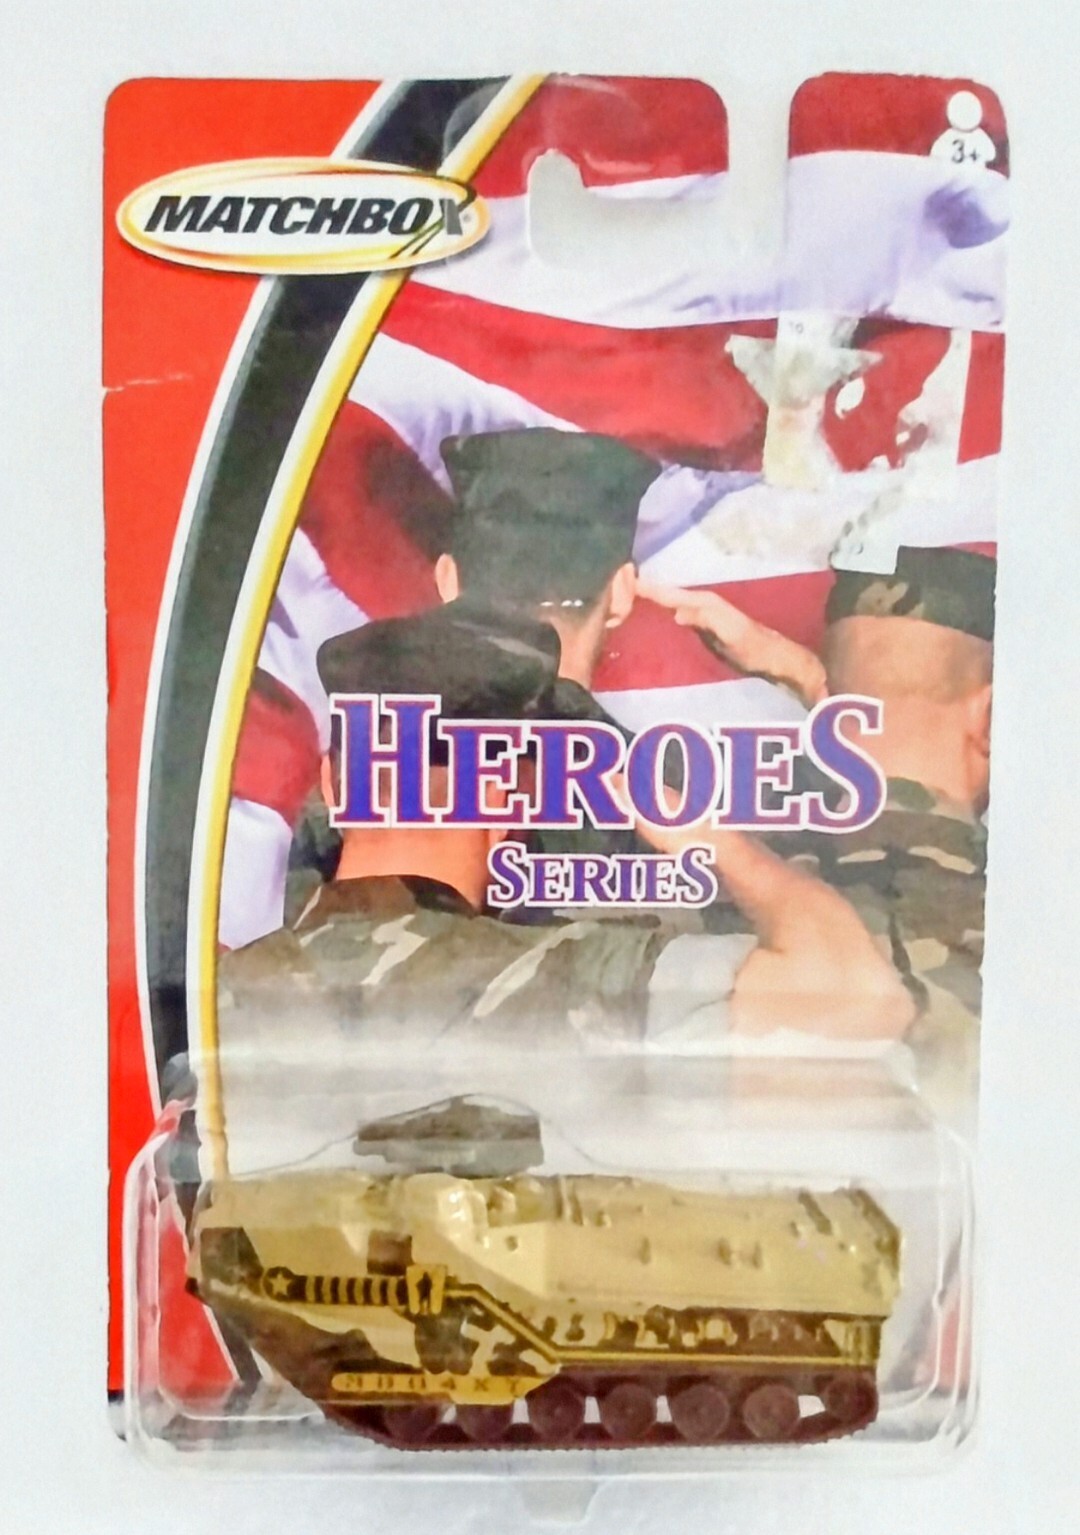 MATCHBOX
3+
HEROES
SERIES